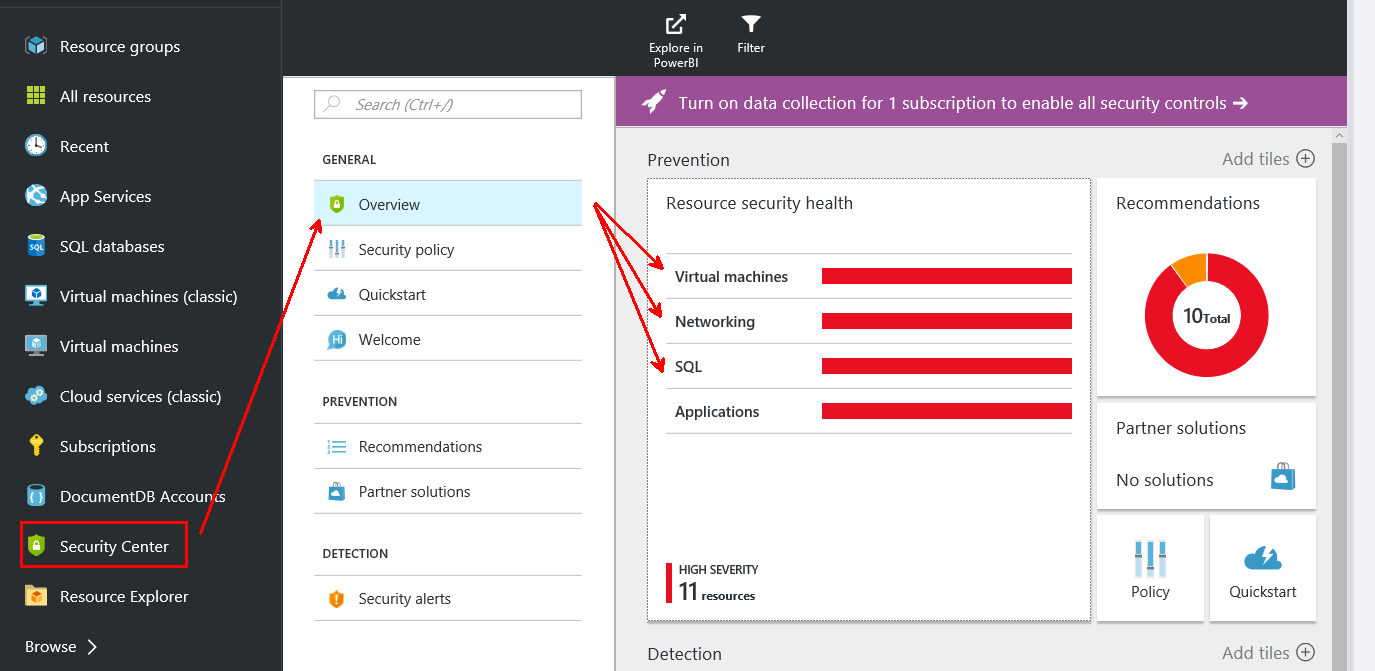 Resource groups
All resources
Recent
App Services
SQL
SQL databases
Virtual machines (classic)
Virtual machines
Cloud services (classic)
Subscriptions
DocumentDB Accounts
Security Center
Resource Explorer
Browse
Search (Ctrl+/)
GENERAL
Overview
Security policy
Quickstart
Hi
Welcome
PREVENTION
Recommendations
Partner solutions
DETECTION
Security alerts
Explore in
PowerBI
Filter
Turn on data collection for 1 subscription to enable all security controls →
Prevention
Add tiles
Resource security health
Virtual machines
Networking
SQL
Applications
HIGH SEVERITY
11 resources
Recommendations
10 Total
Partner solutions
No solutions
Policy
Quickstart
Detection
Add tiles